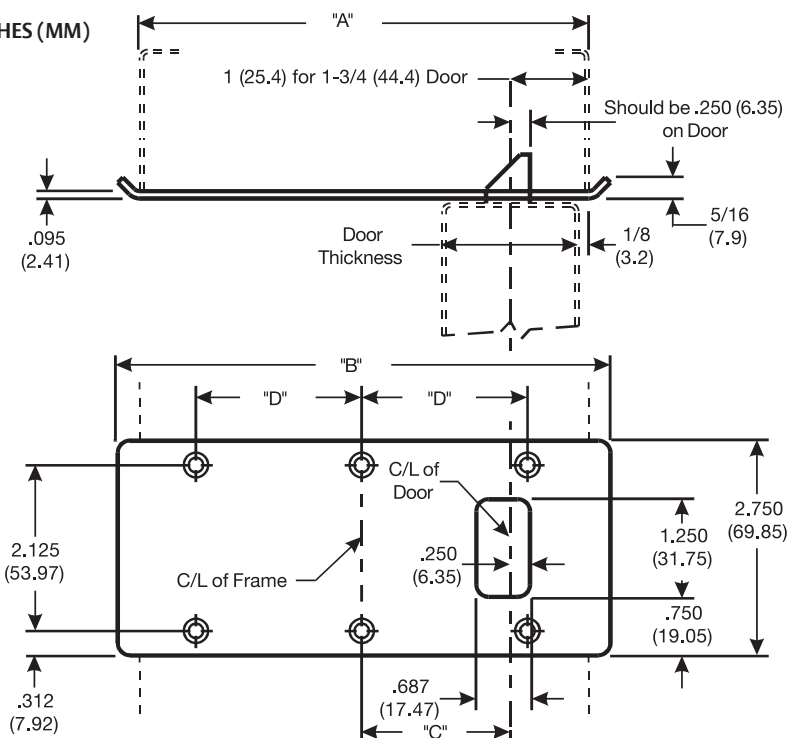 HES (MM)
"A"
1 (25.4) for 1-3/4 (44.4) Door
Should be .250 (6.35)
on Door
.095
(2.41)
Door
Thickness
1/8
(3.2)
5/16
(7.9)
"B"
"D"
"D"
C/L of
Door
2.125
(53.97)
C/L of Frame
.250
(6.35)
1.250
(31.75)
2.750
(69.85)
.750
(19.05)
.312
(7.92)
.687
(17.47)
"C"